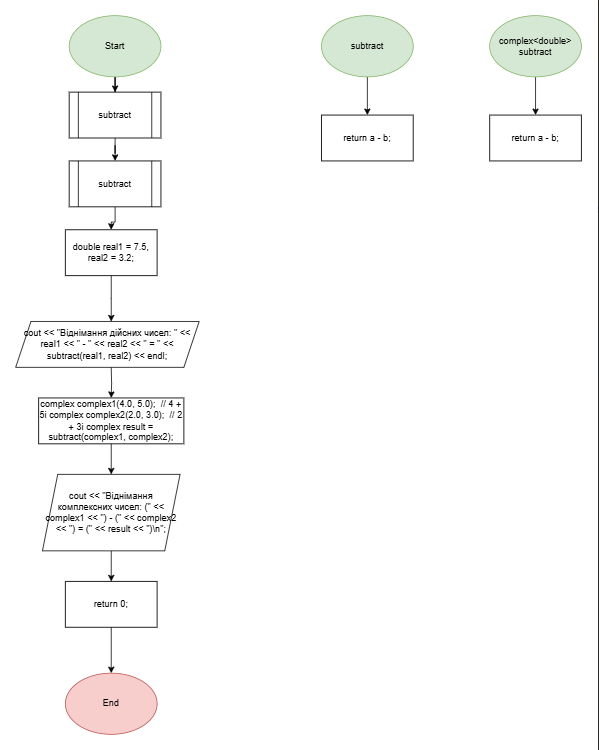 Start
subtract
complex<double>
subtract
subtract
return a - b;
return a - b;
subtract
double real1 = 7.5,
real2 = 3.2;
cout << "Віднімання дійсних чисел: " <<
real1 << " - " << real2 << " = " <<
subtract(real1, real2) << endl;
complex complex1(4.0, 5.0);  // 4 +
5i complex complex2(2.0, 3.0);  // 2
+ 3i complex result =
subtract(complex1, complex2);
cout << "Віднімання
комплексних чисел: (" <<
complex1 << ") - (" << complex2
<< ") = (" << result << ")\n";
return 0;
End